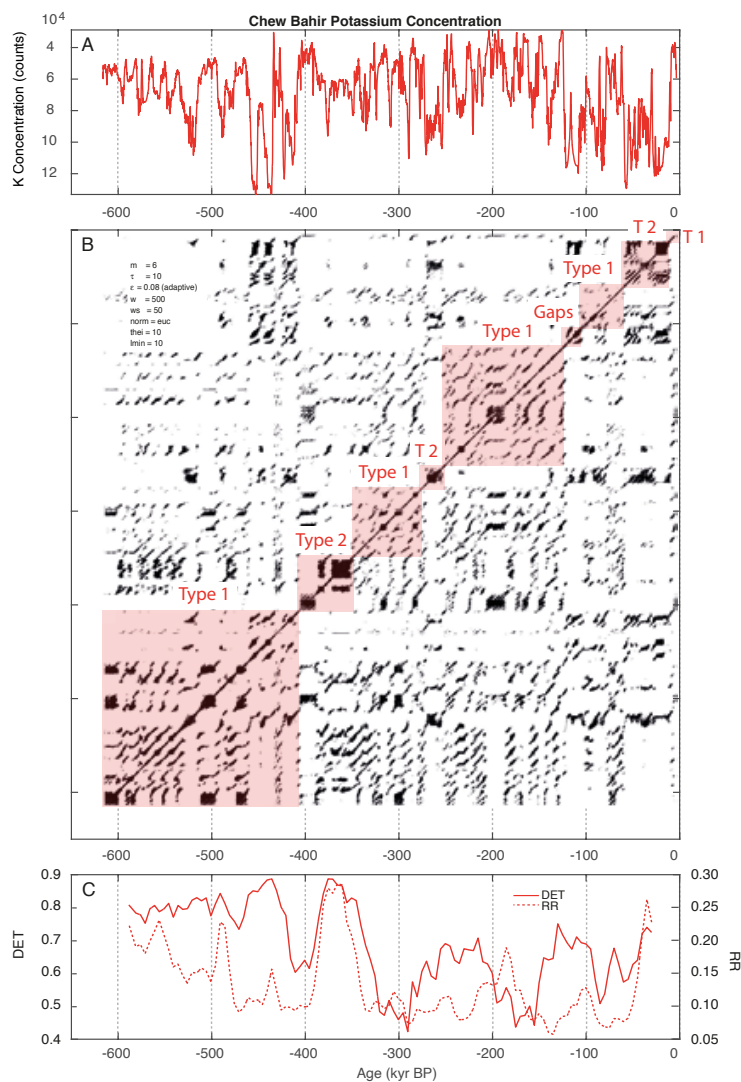 10⁴
Chew Bahir Potassium Concentration
A
K Concentration (counts)
4
6
8
10
12
-600
-500
-400
-300
-200
-100
0
B
m = 6
τ = 10
ε = 0.08 (adaptive)
w = 500
ws = 50
norm = euc
thei = 10
lmin = 10
T 2
T 1
Type 1
Gaps
Type 1
T 2
Type 1
Type 2
Type 1
-600
-500
-400
-300
-200
-100
0
C
DET
RR
DET
0.9
0.8
0.7
0.6
0.5
0.4
RR
0.30
0.25
0.20
0.15
0.10
0.05
-600
-500
-400
-300
-200
-100
0
Age (kyr BP)